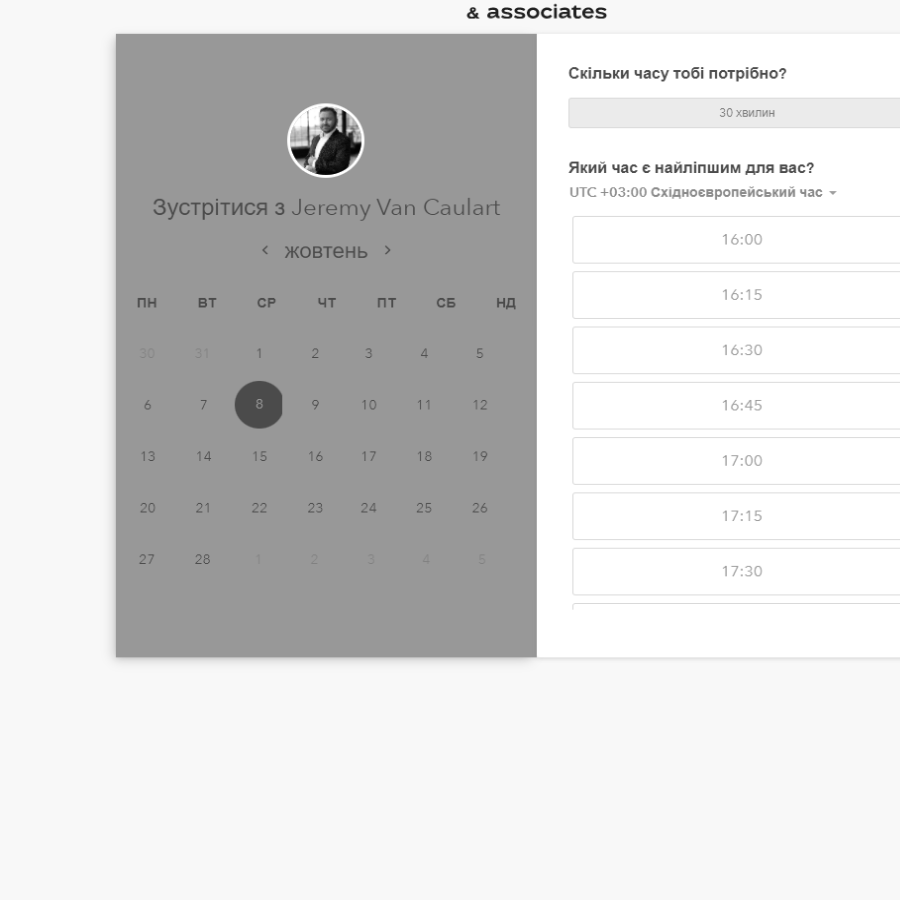 & associates
Зустрітися з Jeremy Van Caulart
жовтень
ПН ВТ СР ЧТ ПТ СБ НД
30 31 1 2 3 4 5
6 7 8 9 10 11 12
13 14 15 16 17 18 19
20 21 22 23 24 25 26
27 28 1 2 3 4 5
Скільки часу тобі потрібно?
30 хвилин
Який час є найліпшим для вас?
UTC +03:00 Східноєвропейський час
16:00
16:15
16:30
16:45
17:00
17:15
17:30